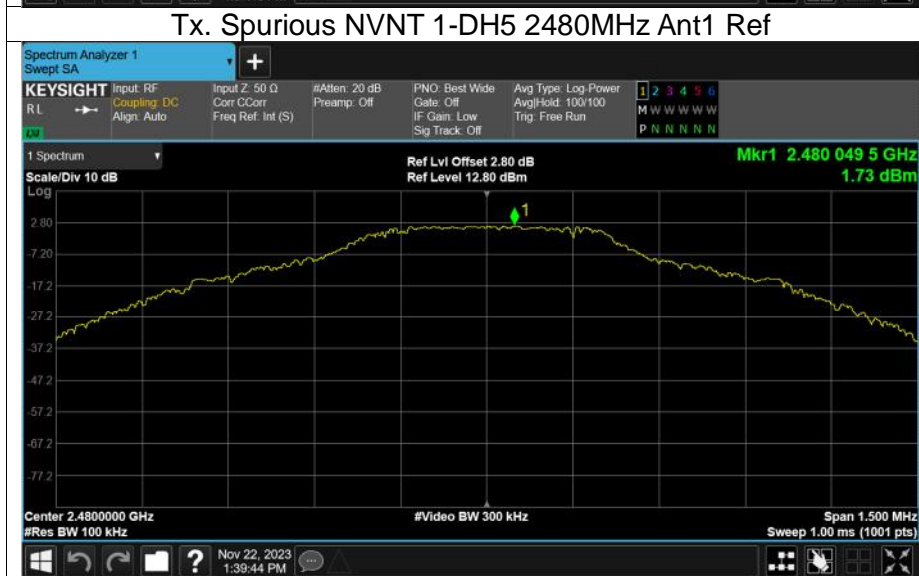 Tx. Spurious NVNT 1-DH5 2480MHz Ant1 Ref
Spectrum Analyzer 1
Swept SA
+
KEYSIGHT
RL
Input: RF
Coupling: DC
Align: Auto
Input Z: 50 Ω
Corr CCorr
Freq Ref: Int (S)
#Atten: 20 dB
Preamp: Off
PNO: Best Wide
Gate: Off
IF Gain: Low
Sig Track: Off
Avg Type: Log-Power
Avg|Hold: 100/100
Trig: Free Run
1 2 3 4 5 6
M W W W W W
P N N N N N
1 Spectrum
Scale/Div 10 dB
Log
Ref Lvl Offset 2.80 dB
Ref Level 12.80 dBm
Mkr1 2.480 049 5 GHz
1.73 dBm
1
2.80
-7.20
-17.2
-27.2
-37.2
-47.2
-57.2
-67.2
-77.2
Center 2.4800000 GHz
#Res BW 100 kHz
#Video BW 300 kHz
Span 1.500 MHz
Sweep 1.00 ms (1001 pts)
?
Nov 22, 2023
1:39:44 PM